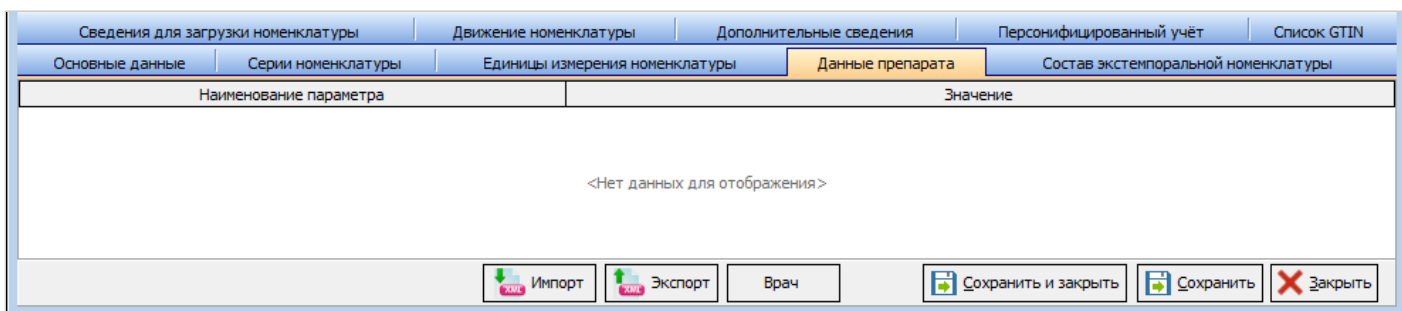 Сведения для загрузки номенклатуры Движение номенклатуры Дополнительные сведения Персонифицированный учёт Список GTIN
Основные данные Серии номенклатуры Единицы измерения номенклатуры Данные препарата Состав экстемпоральной номенклатуры
Наименование параметра Значение
<Нет данных для отображения>
XML Импорт XML Экспорт Врач Сохранить и закрыть Сохранить Закрыть